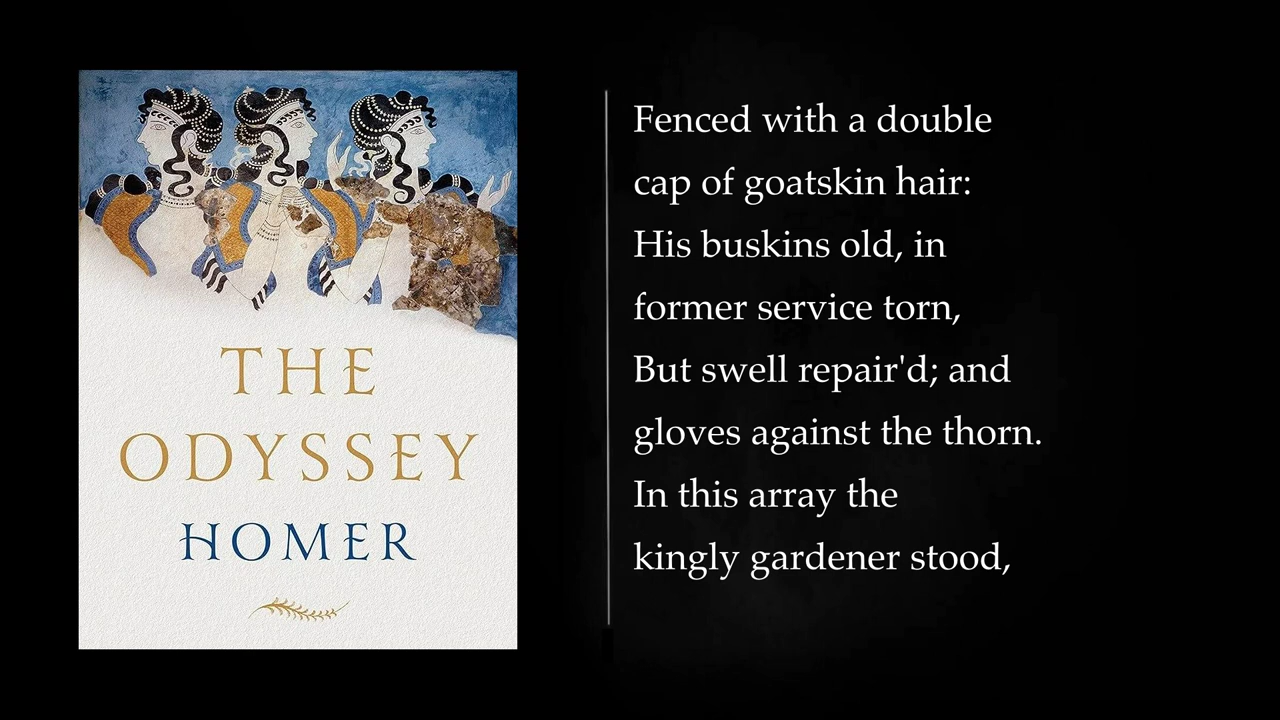 THE
ODYSSEY
HOMER
Fenced with a double
cap of goatskin hair:
His buskins old, in
former service torn,
But swell repair'd; and
gloves against the thorn.
In this array the
kingly gardener stood,